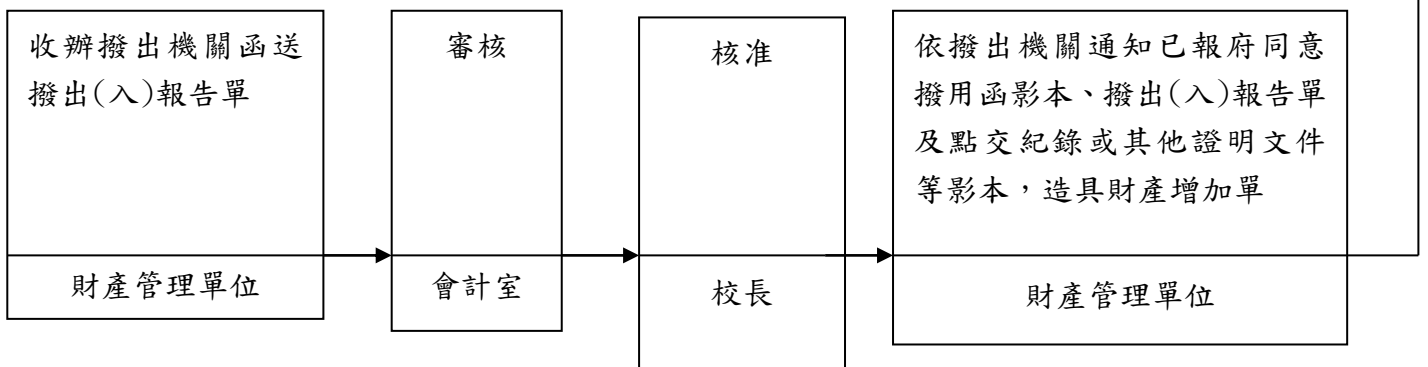 收辦撥出機關函送
撥出(入)報告單
財產管理單位
審核
會計室
核准
校長
依撥出機關通知已報府同意
撥用函影本、撥出(入)報告單
及點交紀錄或其他證明文件
等影本，造具財產增加單
財產管理單位